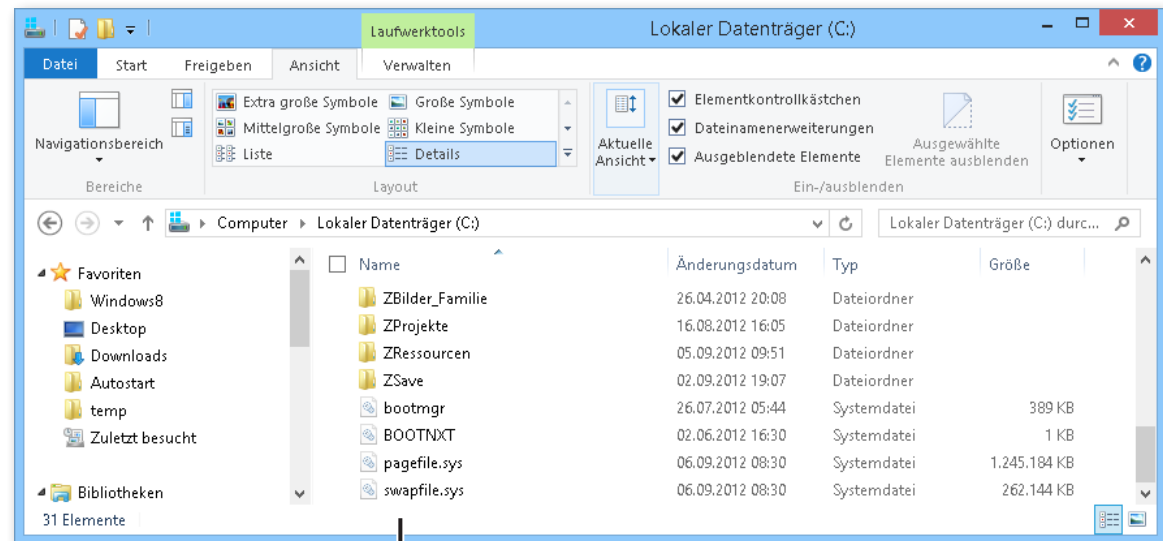 Laufwerktools
Lokaler Datenträger (C:)
Datei Start Freigeben Ansicht Verwalten
Extra große Symbole Große Symbole
Mittelgroße Symbole Kleine Symbole
Liste Details
Navigationsbereich
Aktuelle
Ansicht
Elementkontrollkästchen
Dateinamenerweiterungen
Ausgeblendete Elemente
Ausgewählte
Elemente ausblenden
Optionen
Bereiche Layout Ein-/ausblenden
Computer Lokaler Datenträger (C:) Lokaler Datenträger (C:) durc...
Favoriten
Windows8
Desktop
Downloads
Autostart
temp
Zuletzt besucht
Bibliotheken
Name Änderungsdatum Typ Größe
ZBilder_Familie 26.04.2012 20:08 Dateiordner
ZProjekte 16.08.2012 16:05 Dateiordner
ZRessourcen 05.09.2012 09:51 Dateiordner
ZSave 02.09.2012 19:07 Dateiordner
bootmgr 26.07.2012 05:44 Systemdatei 389 KB
BOOTNXT 02.06.2012 16:30 Systemdatei 1 KB
pagefile.sys 06.09.2012 08:30 Systemdatei 1.245.184 KB
swapfile.sys 06.09.2012 08:30 Systemdatei 262.144 KB
31 Elemente